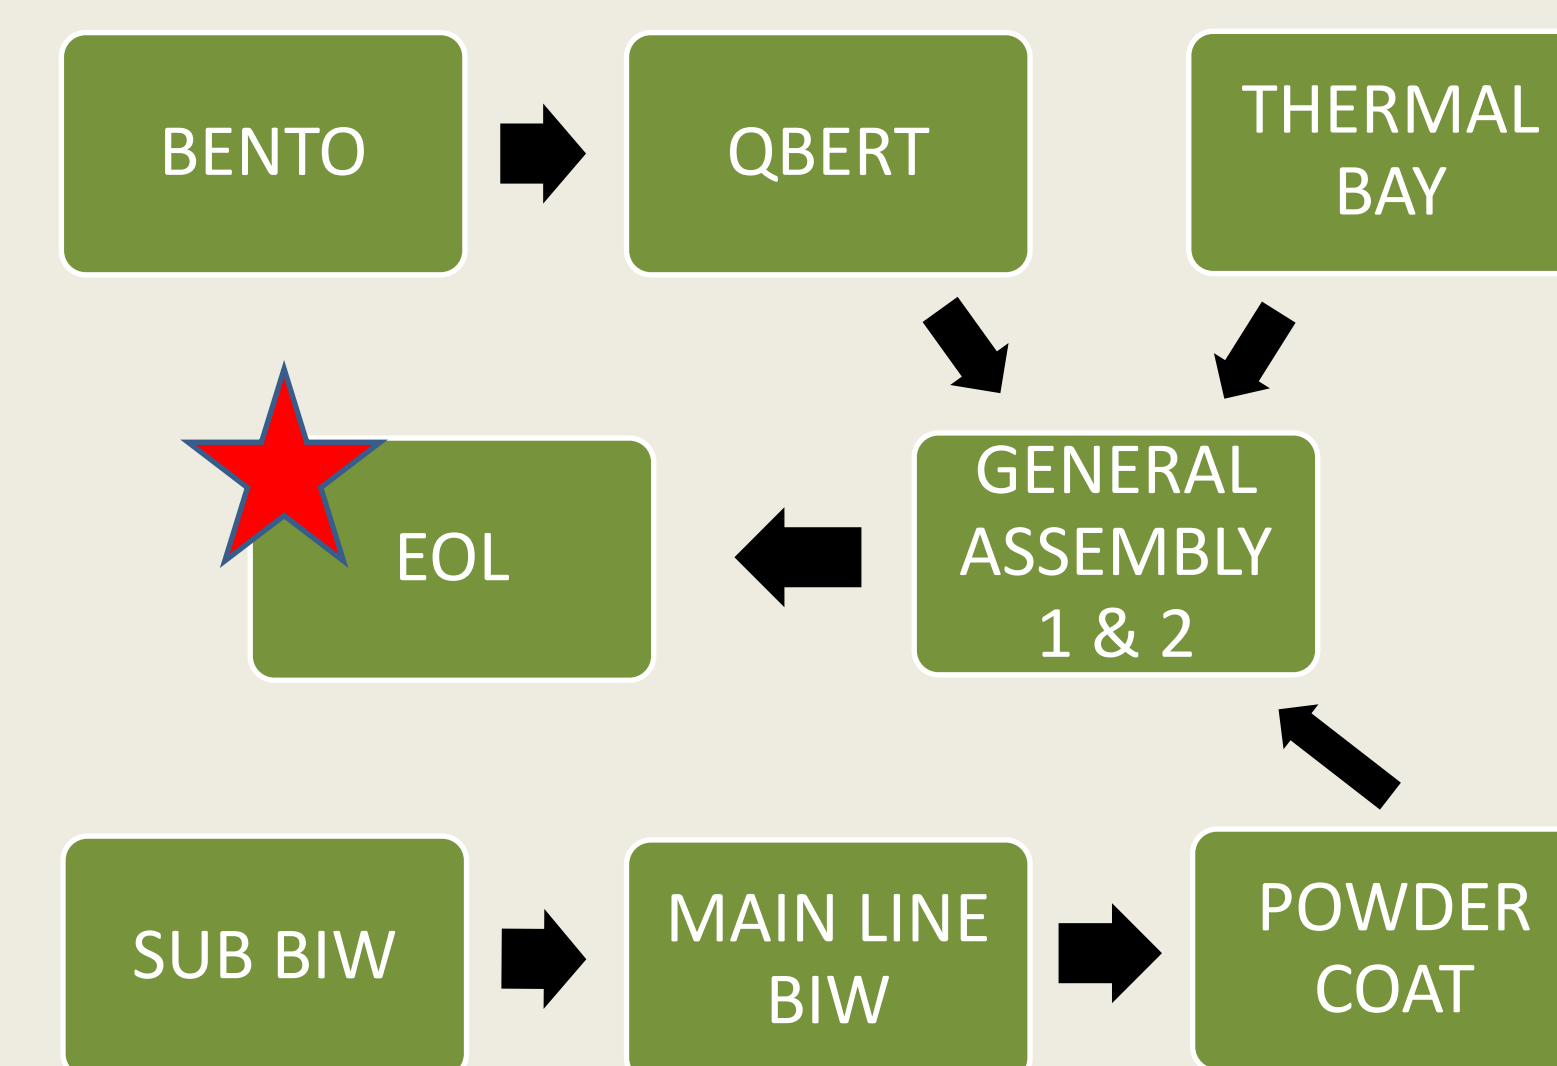 BENTO
QBERT
THERMAL
BAY
EOL
GENERAL
ASSEMBLY
1 & 2
SUB BIW
MAIN LINE
BIW
POWDER
COAT